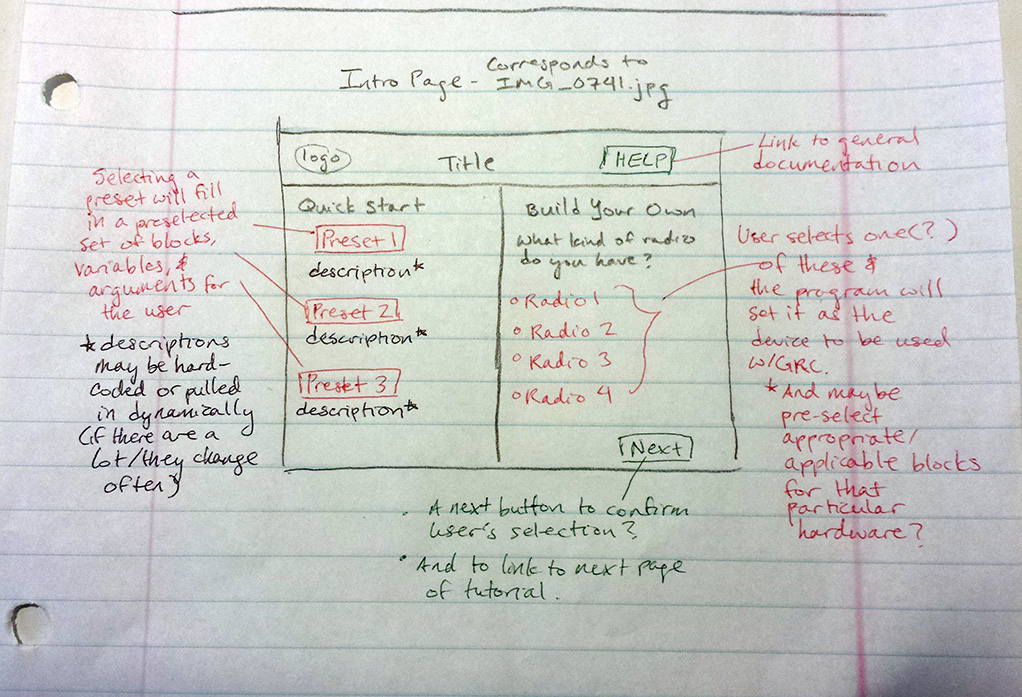 Corresponds to
Intro Page - IMG_0741.jpg
logo
Title
HELP
Link to general
documentation
Selecting a
preset will fill
in a preselected
set of blocks,
variables, &
arguments for
the user
* descriptions
may be hard-
coded or pulled
in dynamically
(if there are a
lot/they change
often)
Quick Start
Preset 1
description*
Preset 2
description*
Preset 3
description*
Build Your Own
What kind of radio
do you have?
Radio 1
Radio 2
Radio 3
Radio 4
Next
User selects one(?)
of these &
the program will
set it as the
device to be used
w/GRC.
* And maybe
pre-select
appropriate/
applicable blocks
for that
particular
hardware?
. A next button to confirm
user's selection?
• And to link to next page
of tutorial.